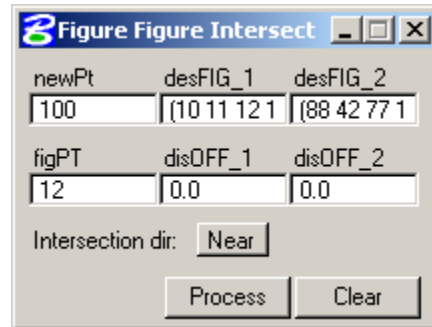 Figure Figure Intersect
newPt desFIG_1 desFIG_2
100 (10 11 12 1 (88 42 77 1
figPT disOFF_1 disOFF_2
12 0.0 0.0
Intersection dir: Near
Process Clear